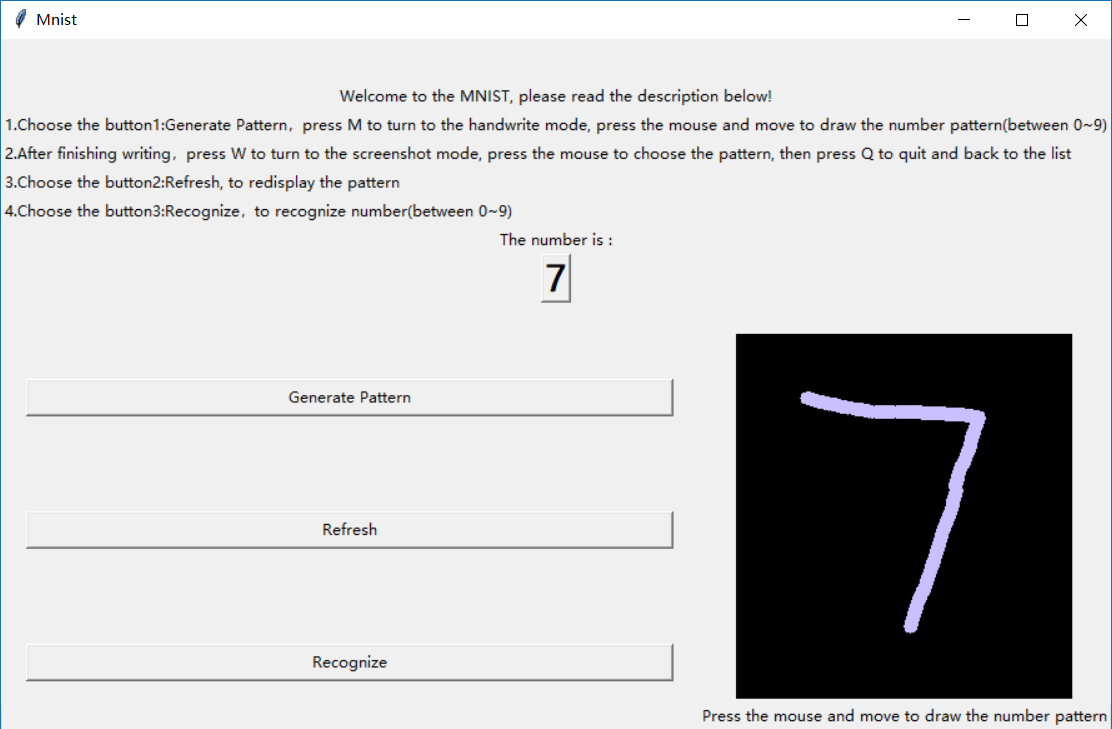 Mnist
Welcome to the MNIST, please read the description below!
1.Choose the button1:Generate Pattern，press M to turn to the handwrite mode, press the mouse and move to draw the number pattern(between 0~9)
2.After finishing writing，press W to turn to the screenshot mode, press the mouse to choose the pattern, then press Q to quit and back to the list
3.Choose the button2:Refresh, to redisplay the pattern
4.Choose the button3:Recognize，to recognize number(between 0~9)
The number is :
7
Generate Pattern
7
Refresh
Recognize
Press the mouse and move to draw the number pattern